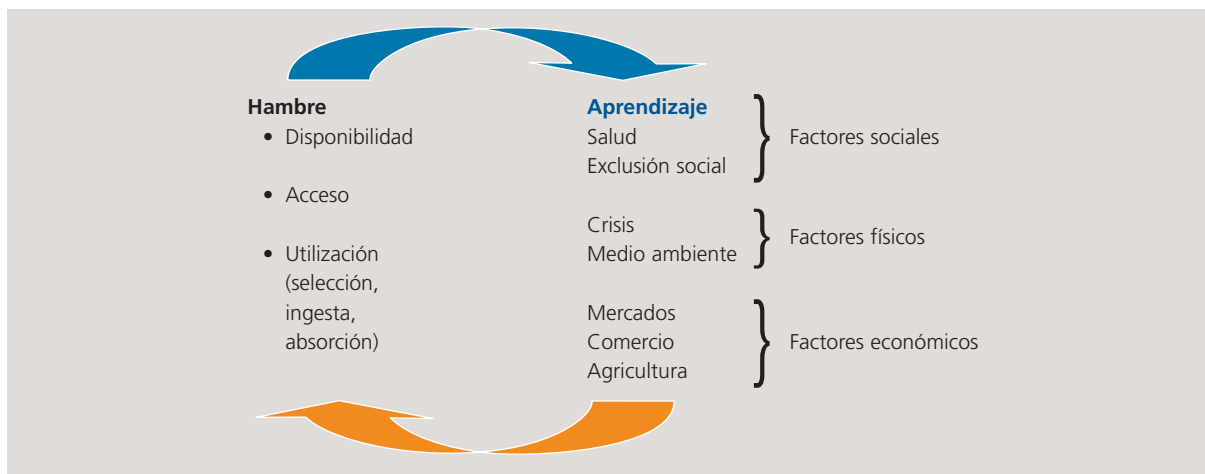 Hambre
• Disponibilidad
• Acceso
• Utilización
(selección,
ingesta,
absorción)
Aprendizaje
Salud
Exclusión social
Factores sociales
Crisis
Medio ambiente
Factores físicos
Mercados
Comercio
Agricultura
Factores económicos